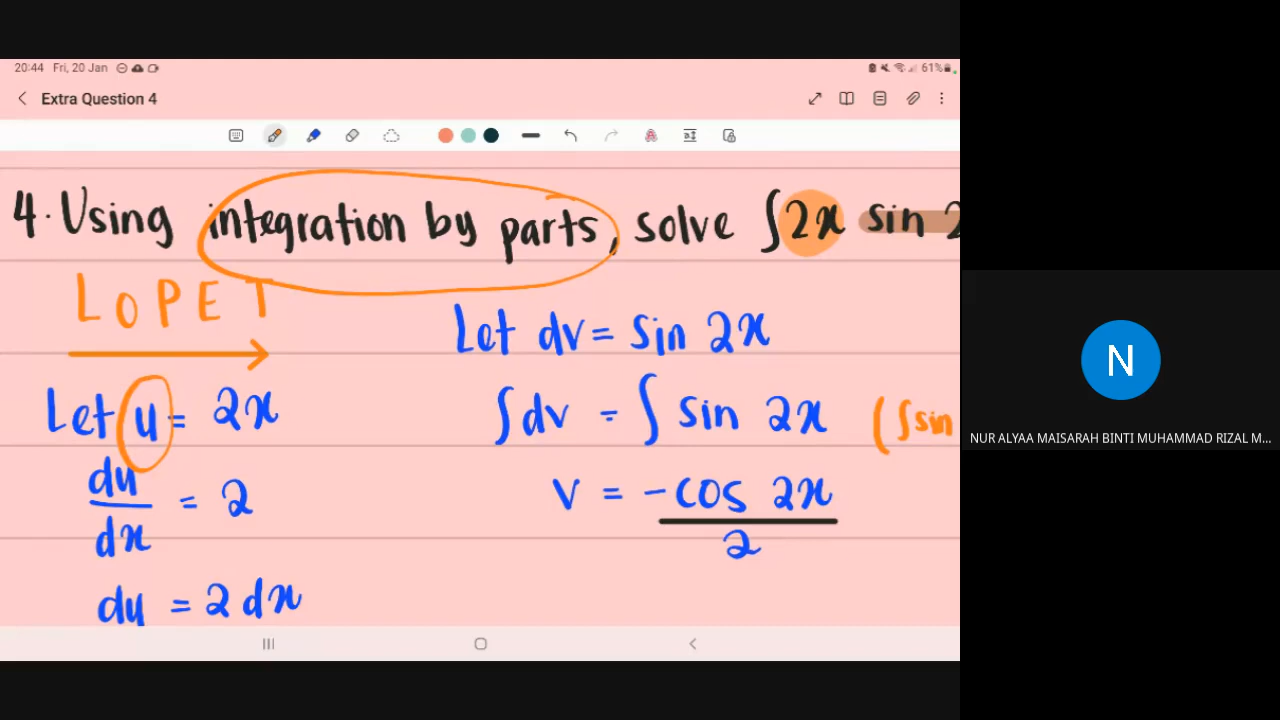 20:44 Fri, 20 Jan
61%
Extra Question 4
4. Using integration by parts, solve ∫ 2x sin 2
LOPET
Let dv = sin 2x
Let u = 2x
∫ dv = ∫ sin 2x (∫ sin
du/dx = 2
v = -cos 2x / 2
du = 2 dx
N
NUR ALYAA MAISARAH BINTI MUHAMMAD RIZAL M...